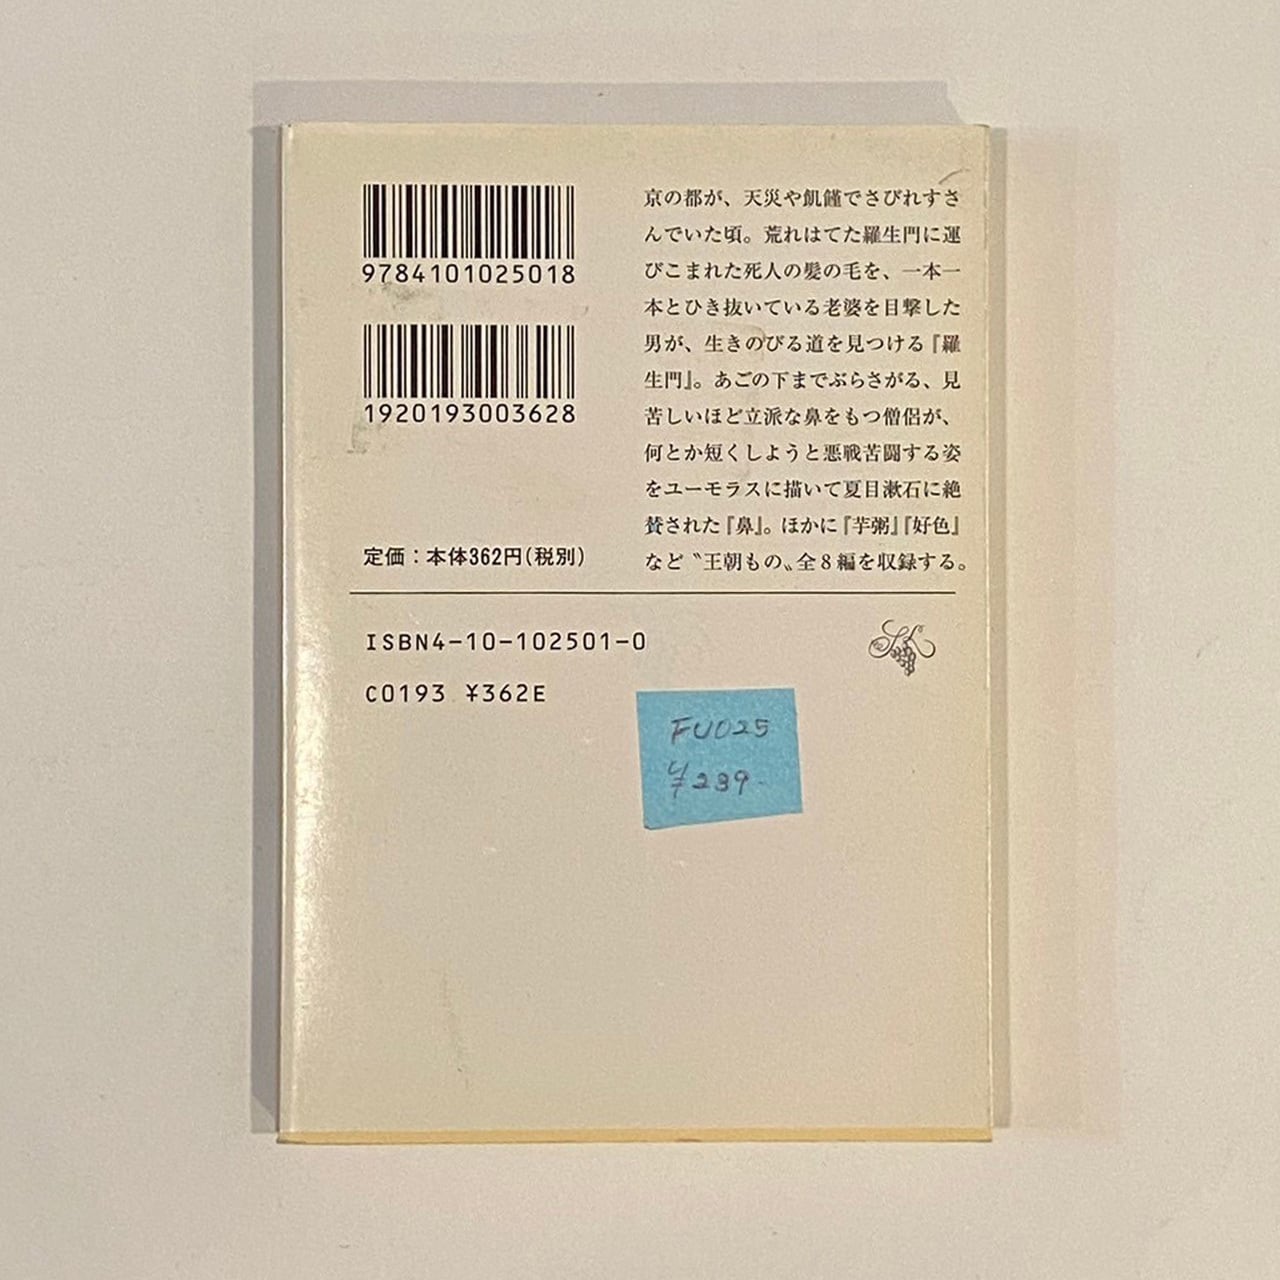 9784101025018
1920193003628
定価：本体362円(税別)
京の都が、天災や飢饉でさびれすさ
んでいた頃。荒れはてた羅生門に運
びこまれた死人の髪の毛を、一本一
本とひき抜いている老婆を目撃した
男が、生きのびる道を見つける『羅
生門』。あごの下までぶらさがる、見
苦しいほど立派な鼻をもつ僧侶が、
何とか短くしようと悪戦苦闘する姿
をユーモラスに描いて夏目漱石に絶
賛された『鼻』。ほかに『芋粥』『好色』
など〝王朝もの〟全8編を収録する。
ISBN4-10-102501-0
C0193 ¥362E
FU025
¥239-